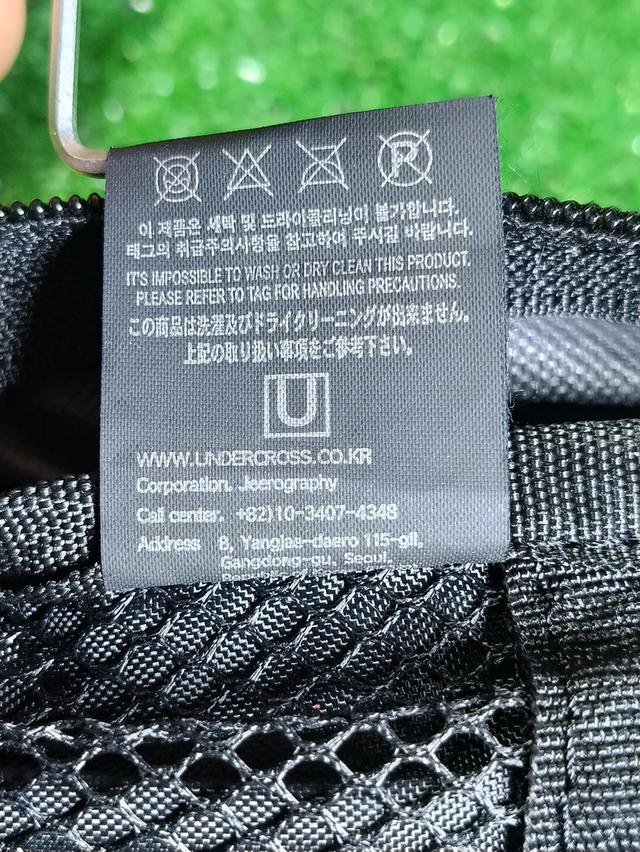 이 제품은 세탁 및 드라이클리닝이 불가합니다.
태그의 취급주의사항을 참고하여 주시길 바랍니다.
IT'S IMPOSSIBLE TO WASH OR DRY CLEAN THIS PRODUCT.
PLEASE REFER TO TAG FOR HANDLING PRECAUTIONS.
この商品は洗濯及びドライクリーニングが出来ません。
上記の取り扱い事項をご参考下さい。
U
WWW.UNDERCROSS.CO.KR
Corporation. Jeerography
Call center. +82)10-3407-4348
Address 8, Yangjae-daero 115-gil,
Gangdong-gu, Seoul,